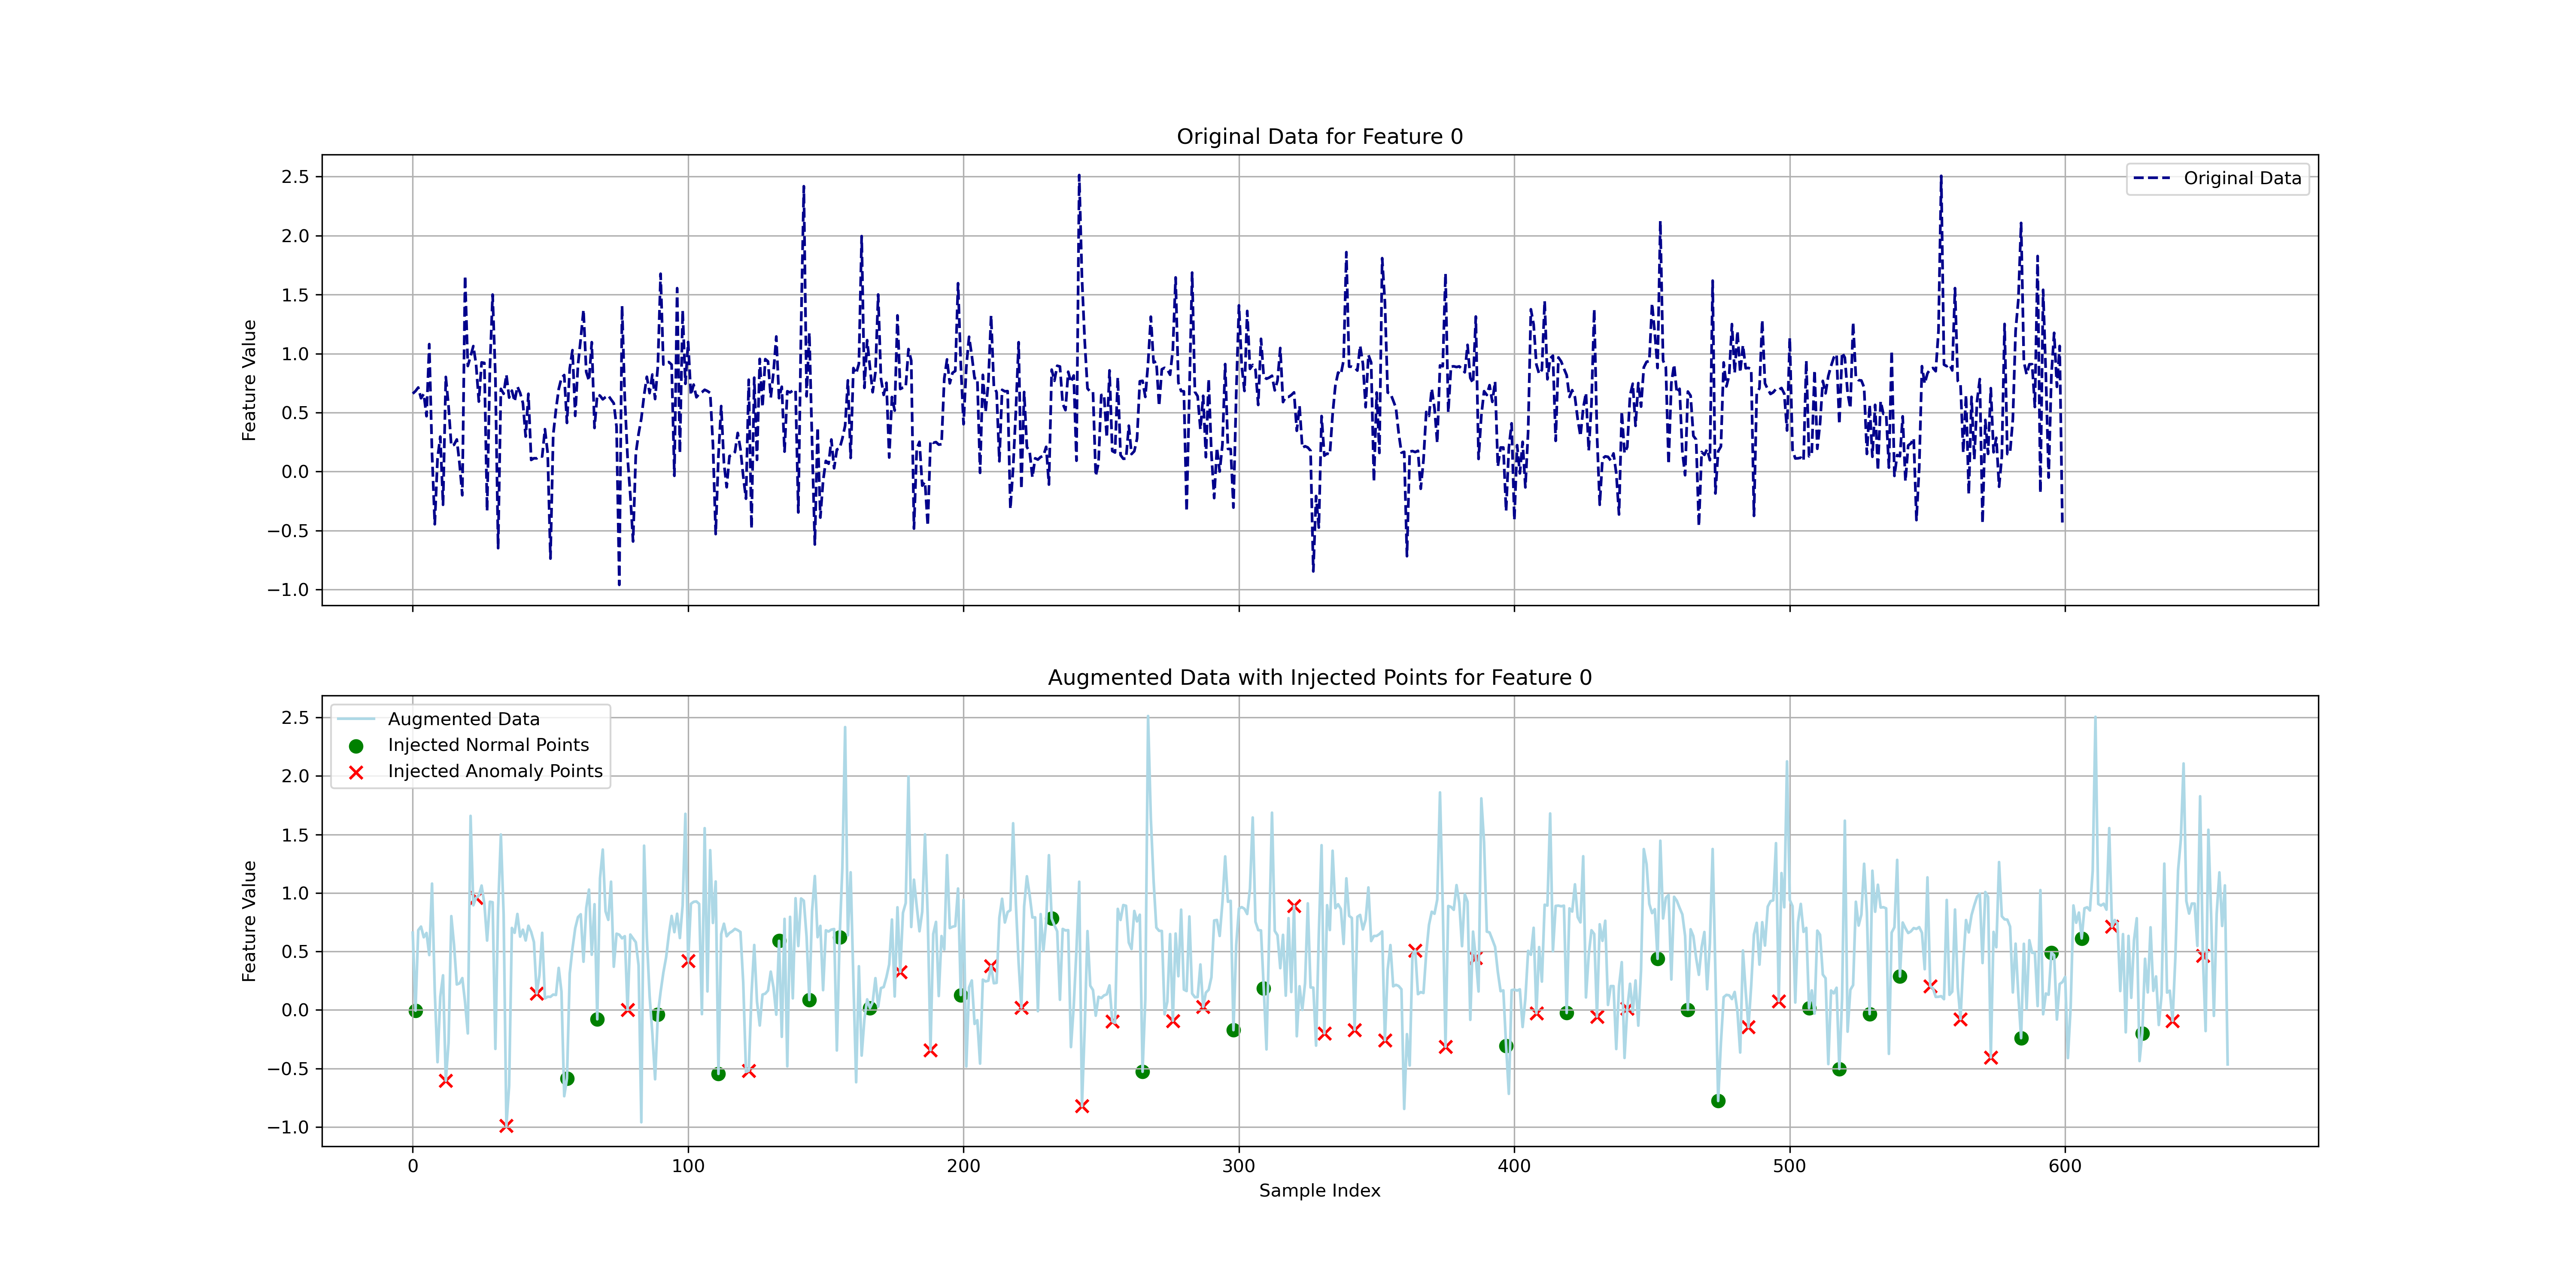 Original Data for Feature 0
Original Data
2.5
2.0
1.5
1.0
0.5
0.0
−0.5
−1.0
Feature Value
Augmented Data with Injected Points for Feature 0
Augmented Data
Injected Normal Points
Injected Anomaly Points
2.5
2.0
1.5
1.0
0.5
0.0
−0.5
−1.0
Feature Value
0 100 200 300 400 500 600
Sample Index